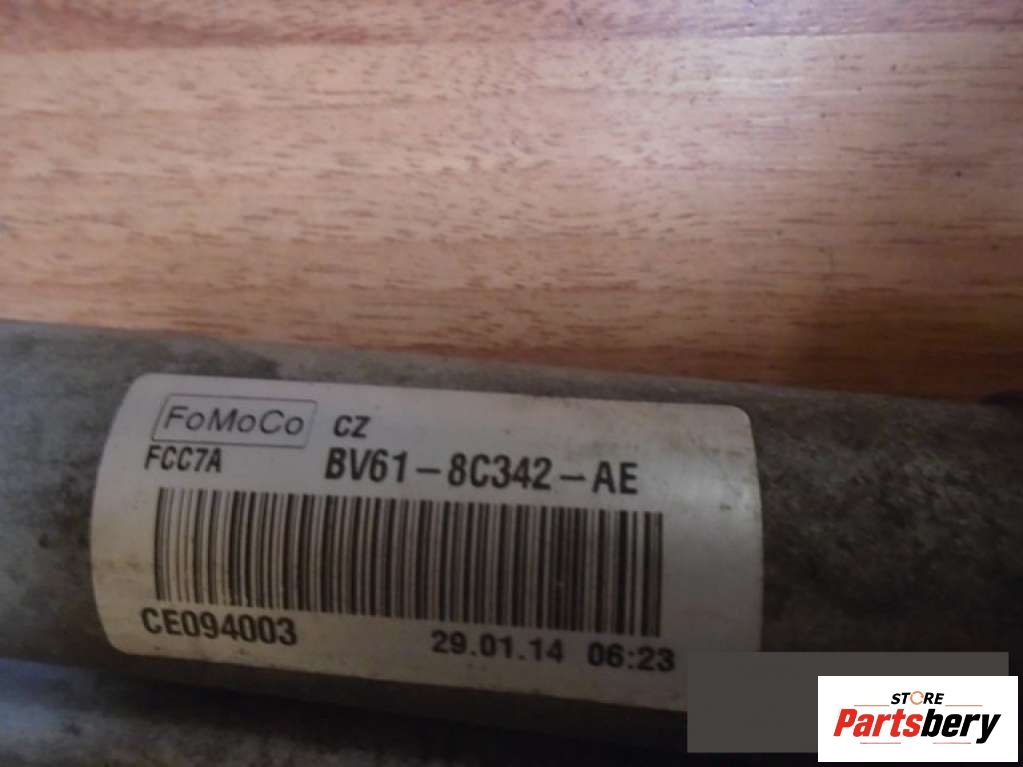 FoMoCo CZ
FCC7A BV61-8C342-AE
CE094003 29.01.14 06:23
STORE
Partsbery